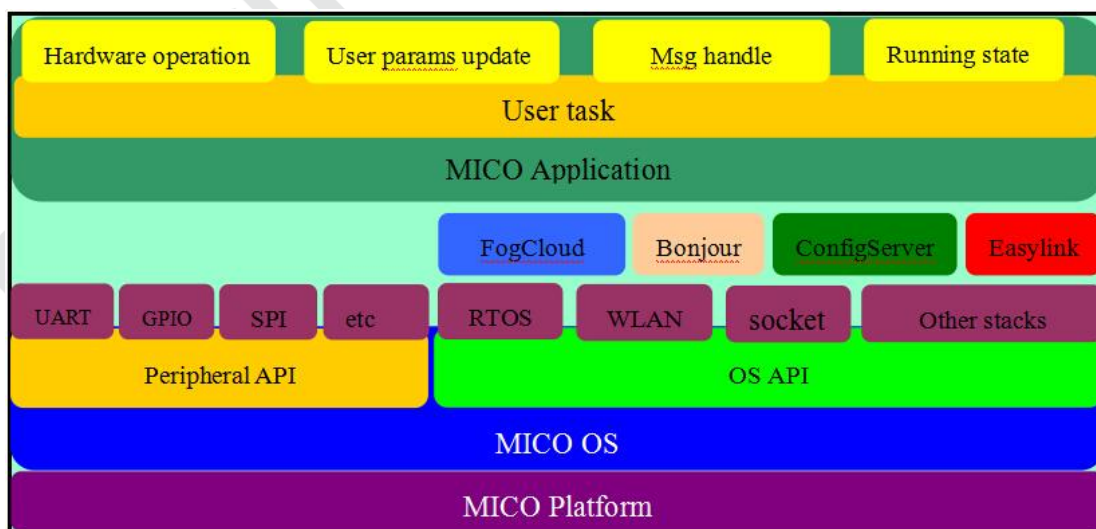 Hardware operation
User params update
Msg handle
Running state
User task
MICO Application
FogCloud
Bonjour
ConfigServer
Easylink
UART
GPIO
SPI
etc
RTOS
WLAN
socket
Other stacks
Peripheral API
OS API
MICO OS
MICO Platform